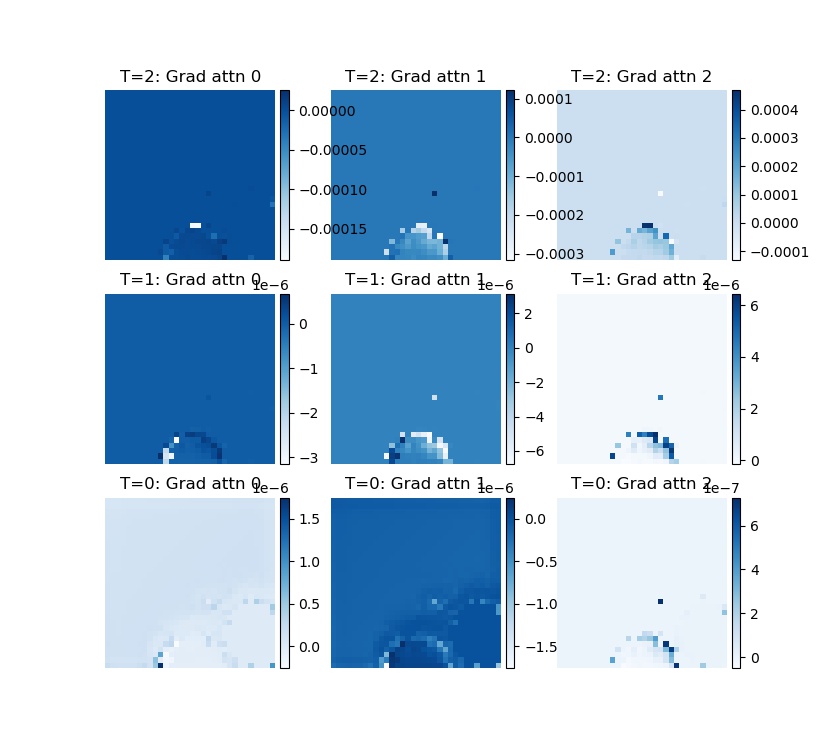 T=2: Grad attn 0
T=2: Grad attn 1
T=2: Grad attn 2
0.00000
−0.00005
−0.00010
−0.00015
0.0001
0.0000
−0.0001
−0.0002
−0.0003
0.0004
0.0003
0.0002
0.0001
0.0000
−0.0001
T=1: Grad attn 0
T=1: Grad attn 1
T=1: Grad attn 2
1e−6
0
−1
−2
−3
1e−6
2
0
−2
−4
−6
1e−6
6
4
2
0
T=0: Grad attn 0
T=0: Grad attn 1
T=0: Grad attn 2
1e−6
1.5
1.0
0.5
0.0
1e−6
0.0
−0.5
−1.0
−1.5
1e−7
6
4
2
0